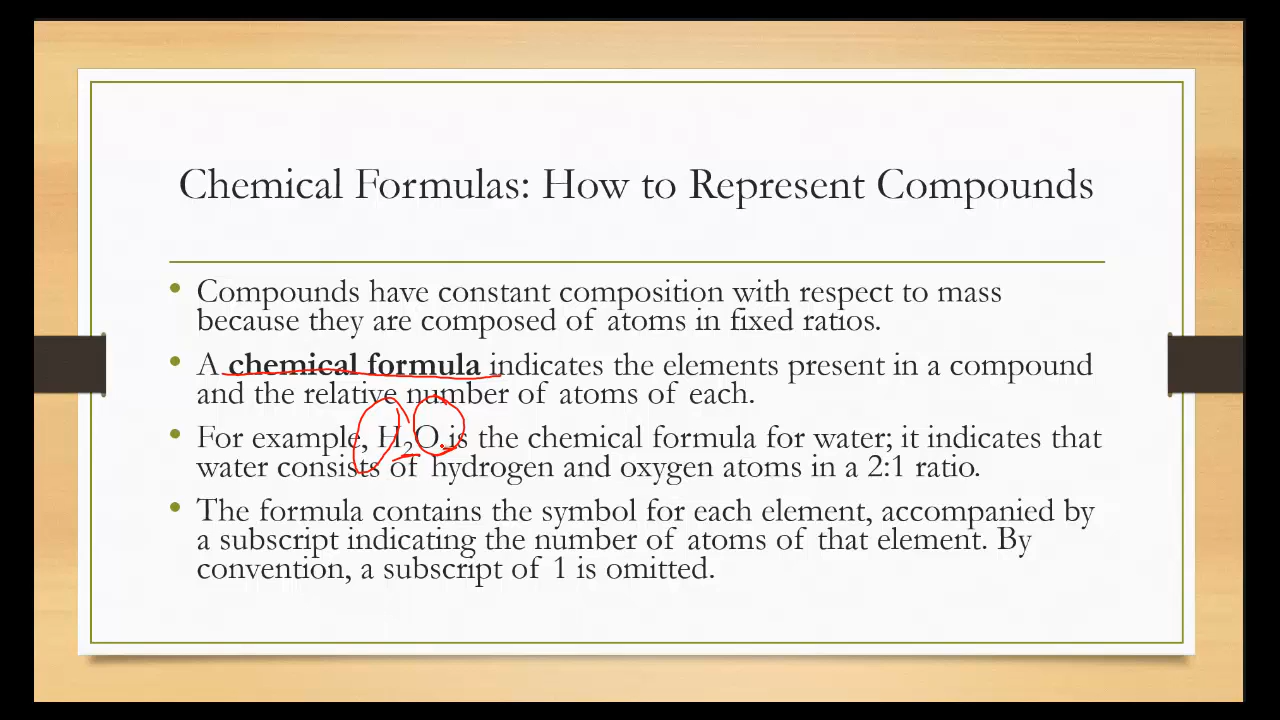 Chemical Formulas: How to Represent Compounds
• Compounds have constant composition with respect to mass
because they are composed of atoms in fixed ratios.
• A chemical formula indicates the elements present in a compound
and the relative number of atoms of each.
• For example, H₂O is the chemical formula for water; it indicates that
water consists of hydrogen and oxygen atoms in a 2:1 ratio.
• The formula contains the symbol for each element, accompanied by
a subscript indicating the number of atoms of that element. By
convention, a subscript of 1 is omitted.